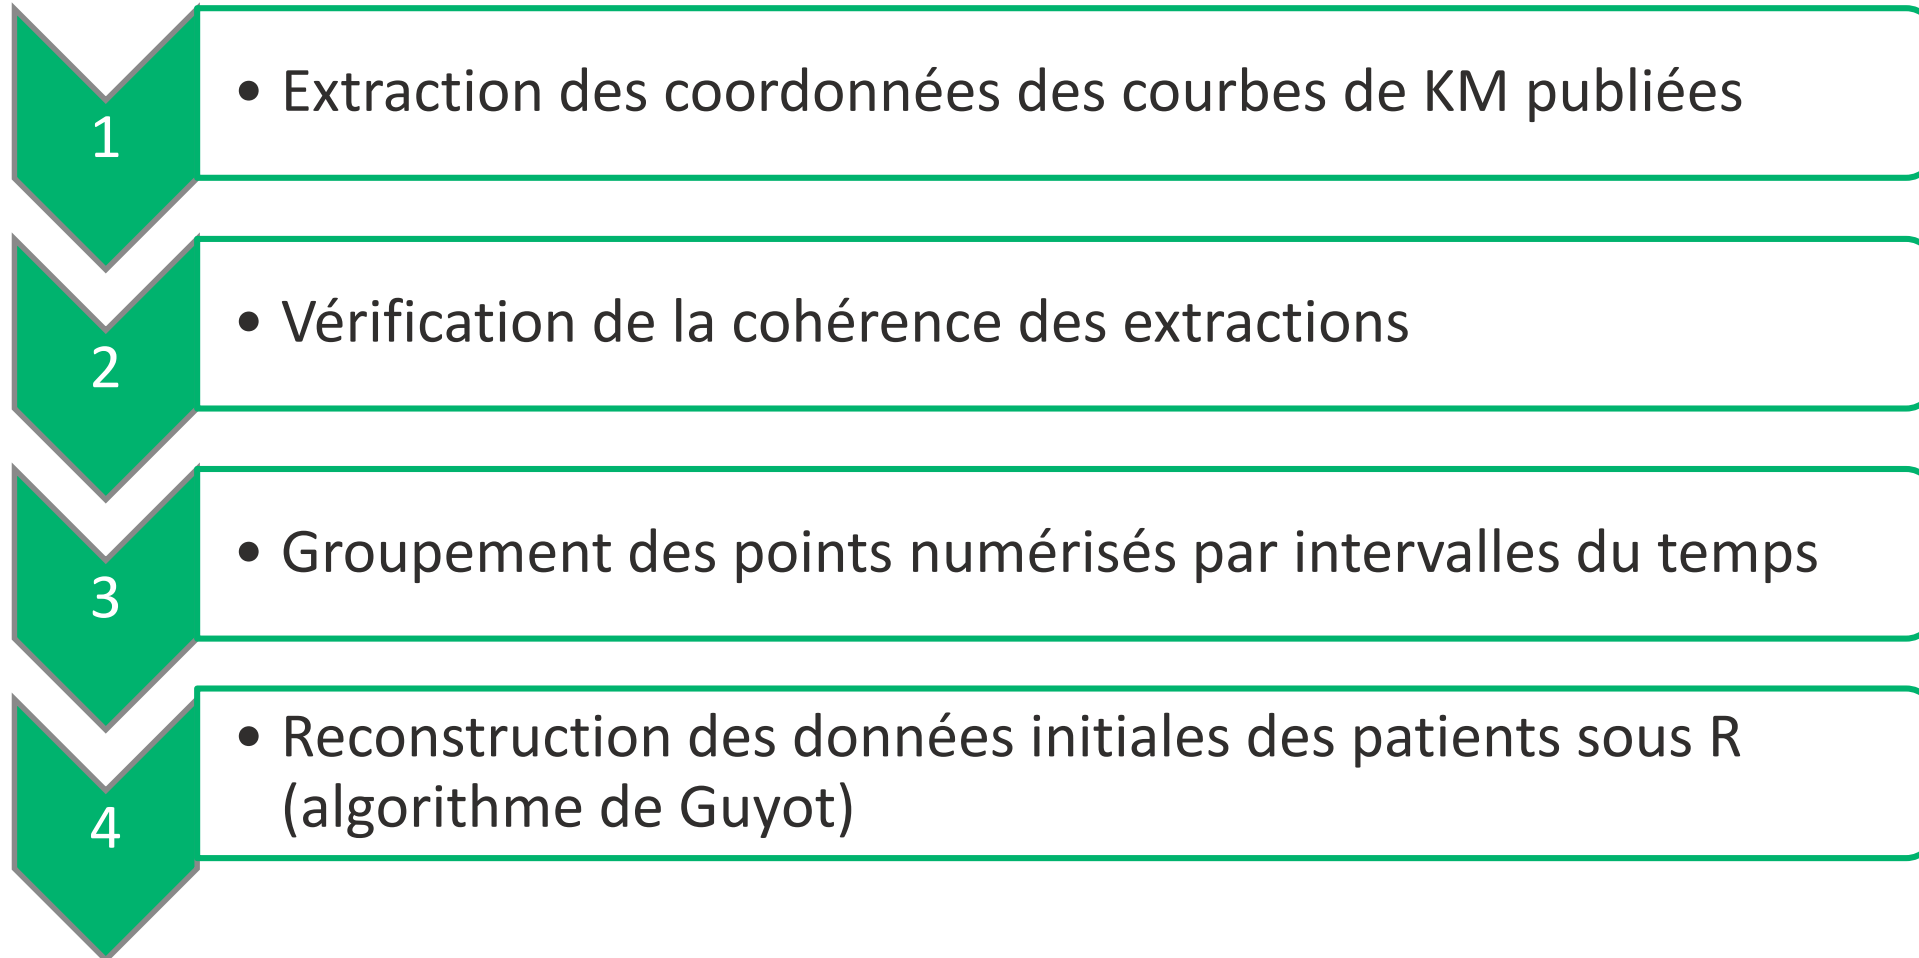 1
• Extraction des coordonnées des courbes de KM publiées
2
• Vérification de la cohérence des extractions
3
• Groupement des points numérisés par intervalles du temps
4
• Reconstruction des données initiales des patients sous R
(algorithme de Guyot)